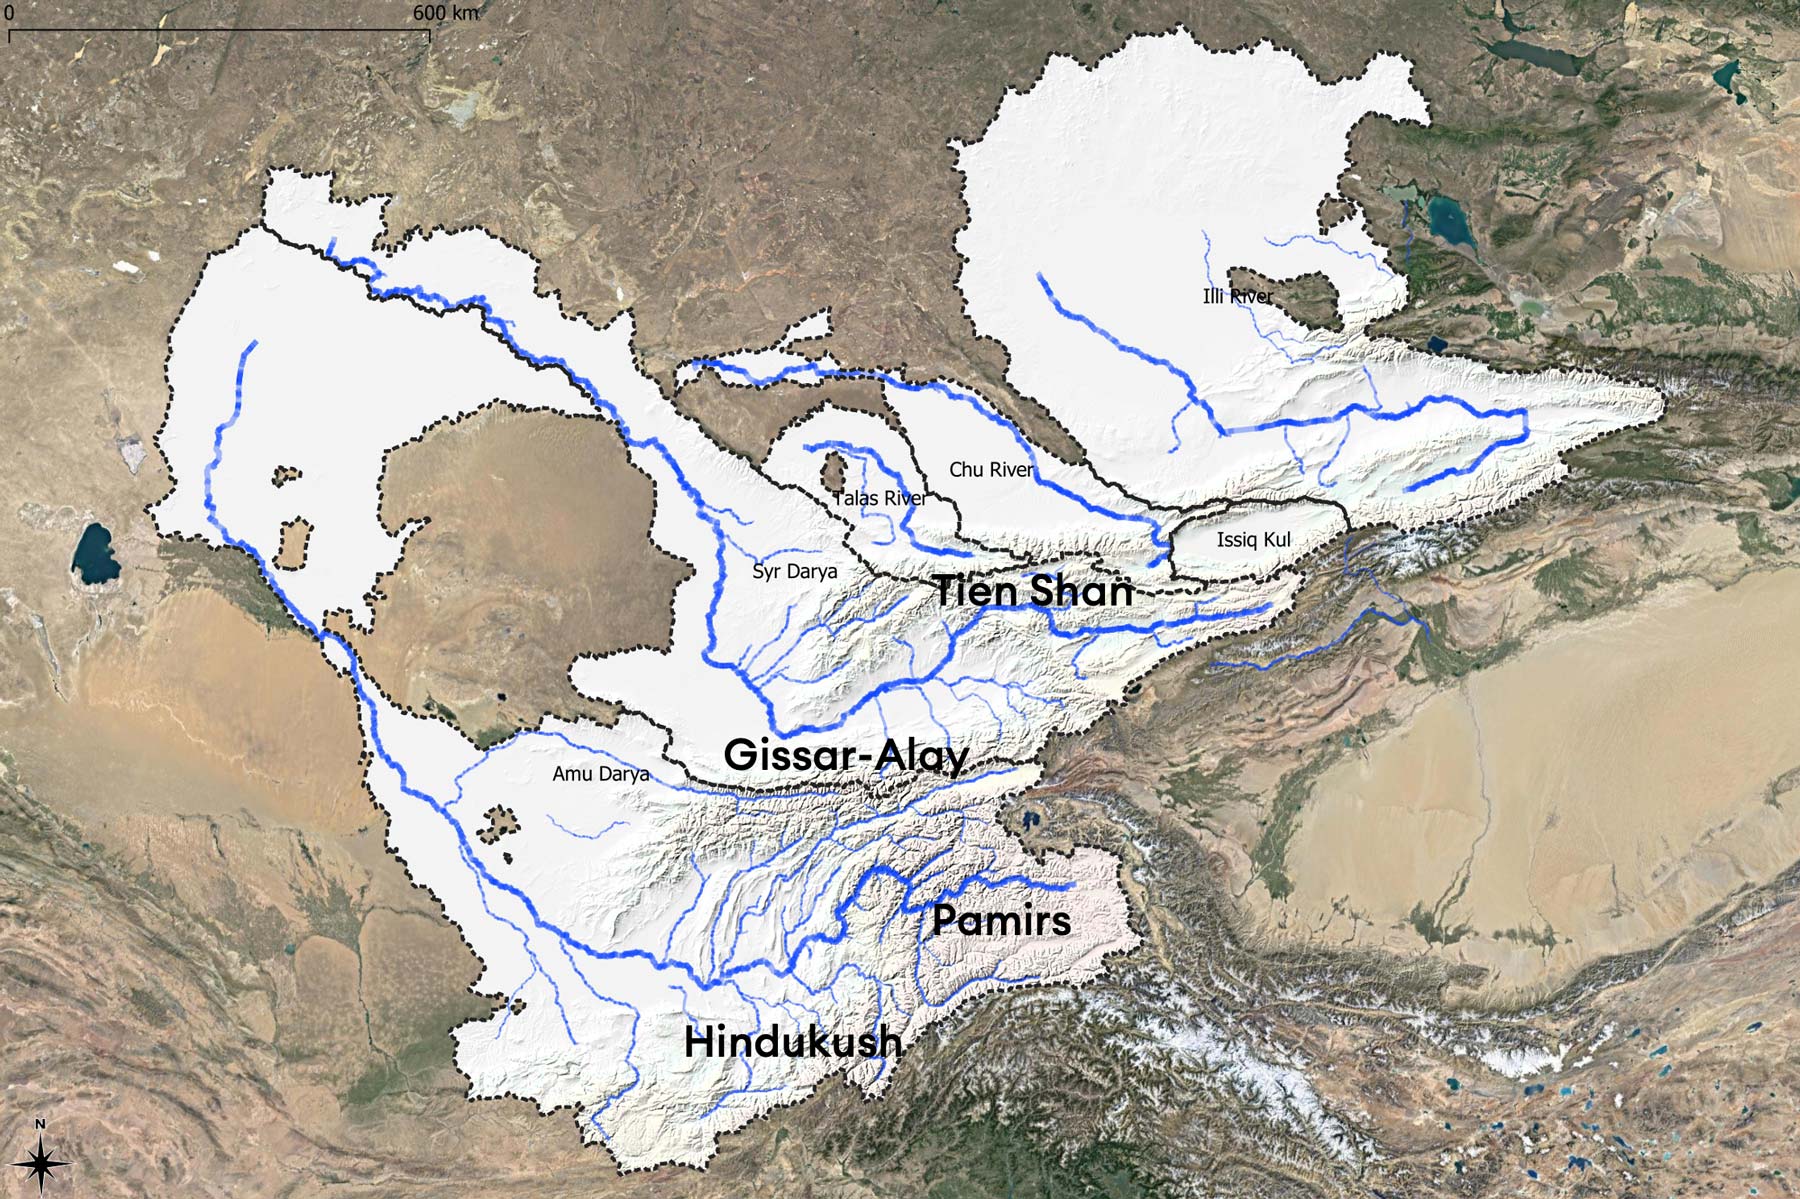 0 600 km
Illi River
Chu River
Talas River
Issiq Kul
Syr Darya
Tien Shan
Gissar-Alay
Amu Darya
Pamirs
Hindukush
N